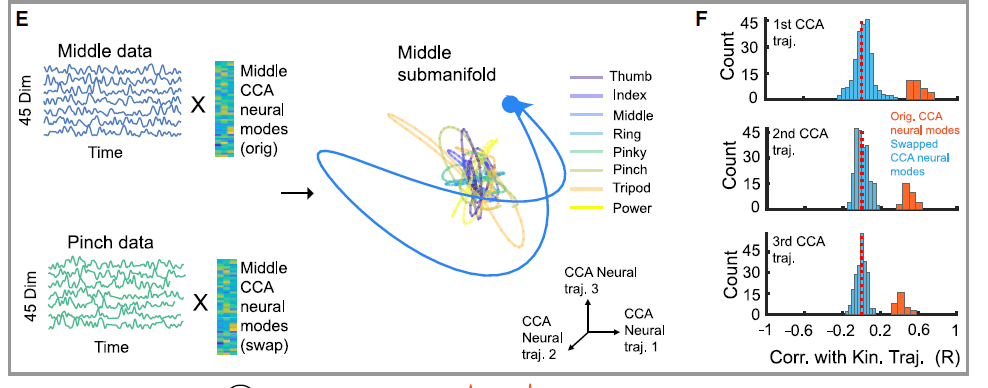 E
Middle data
45 Dim
Time
X
Middle
CCA
neural
modes
(orig)
Pinch data
45 Dim
Time
X
Middle
CCA
neural
modes
(swap)
Middle
submanifold
Thumb
Index
Middle
Ring
Pinky
Pinch
Tripod
Power
CCA Neural
traj. 3
CCA
Neural
traj. 2
CCA
Neural
traj. 1
F
1st CCA
traj.
Count
45
30
15
0
Orig. CCA
neural modes
Swapped
CCA neural
modes
2nd CCA
traj.
Count
45
30
15
0
3rd CCA
traj.
Count
45
30
15
0
-1 -0.6 -0.2 0.2 0.6 1
Corr. with Kin. Traj. (R)